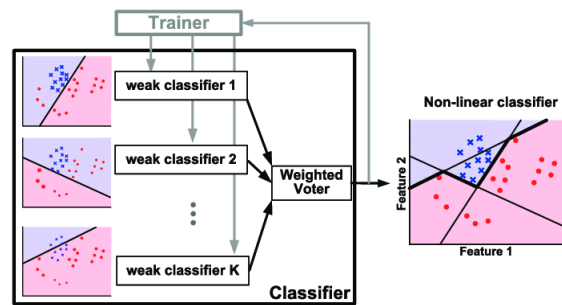 Trainer
weak classifier 1
weak classifier 2
weak classifier K
Weighted
Voter
Classifier
Non-linear classifier
Feature 2
Feature 1